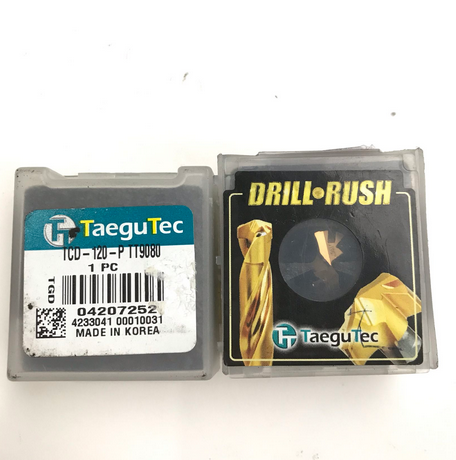 TaeguTec
TCD-120-P TT9080
1 PC
TGD
04207252
4233041 00010031
MADE IN KOREA
DRILL•RUSH
TaeguTec